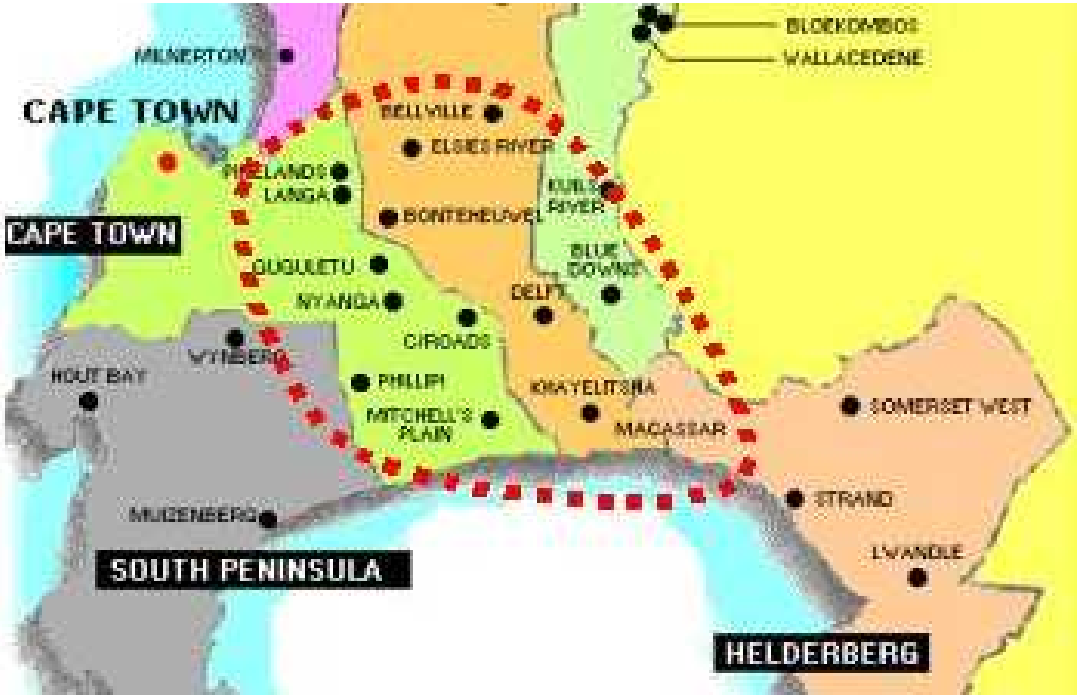 BLOEKOMBOS
MILNERTON
WALLACEDENE
CAPE TOWN
BELLVILLE
ELSIES RIVER
PINELANDS
KUILS
RIVER
LANGA
BONTEHEUVEL
CAPE TOWN
BLUE
DOWNS
GUGULETU
DELFT
NYANGA
C/ROADS
WYNBERG
HOUT BAY
PHILLIPI
KHAYELITSHA
SOMERSET WEST
MITCHELL'S
PLAIN
MACASSAR
STRAND
MUIZENBERG
LWANDLE
SOUTH PENINSULA
HELDERBERG